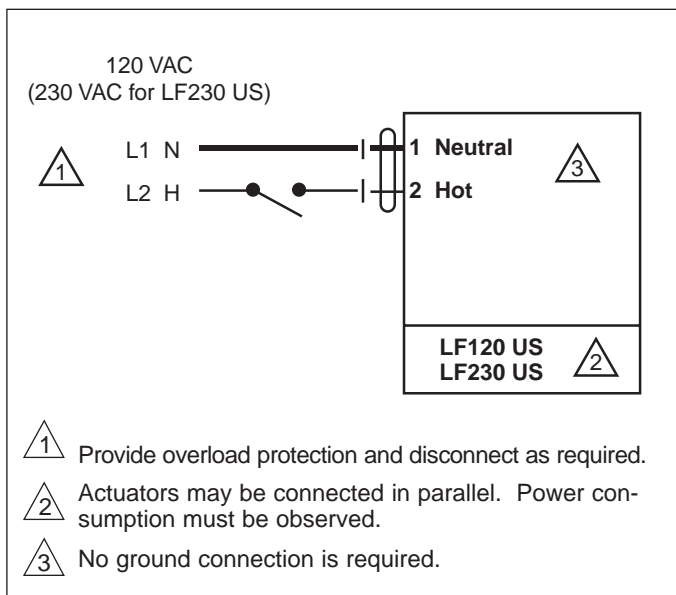 120 VAC
(230 VAC for LF230 US)
1
L1 N
1 Neutral
3
L2 H
2 Hot
LF120 US
LF230 US
2
1 Provide overload protection and disconnect as required.
2 Actuators may be connected in parallel. Power con-
sumption must be observed.
3 No ground connection is required.